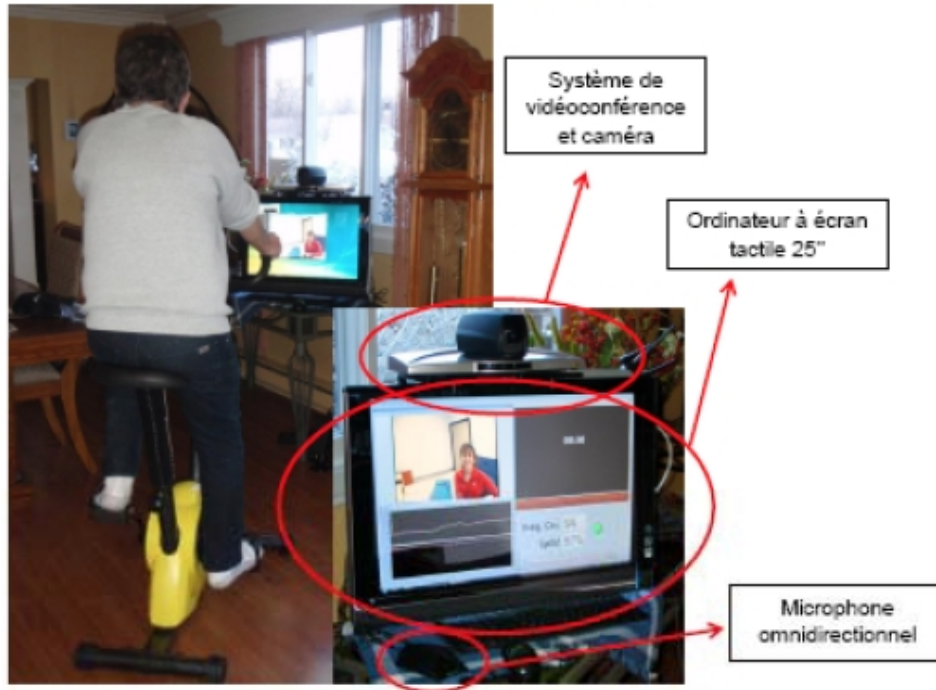 Système de
vidéoconférence
et caméra
Ordinateur à écran
tactile 25"
Microphone
omnidirectionnel